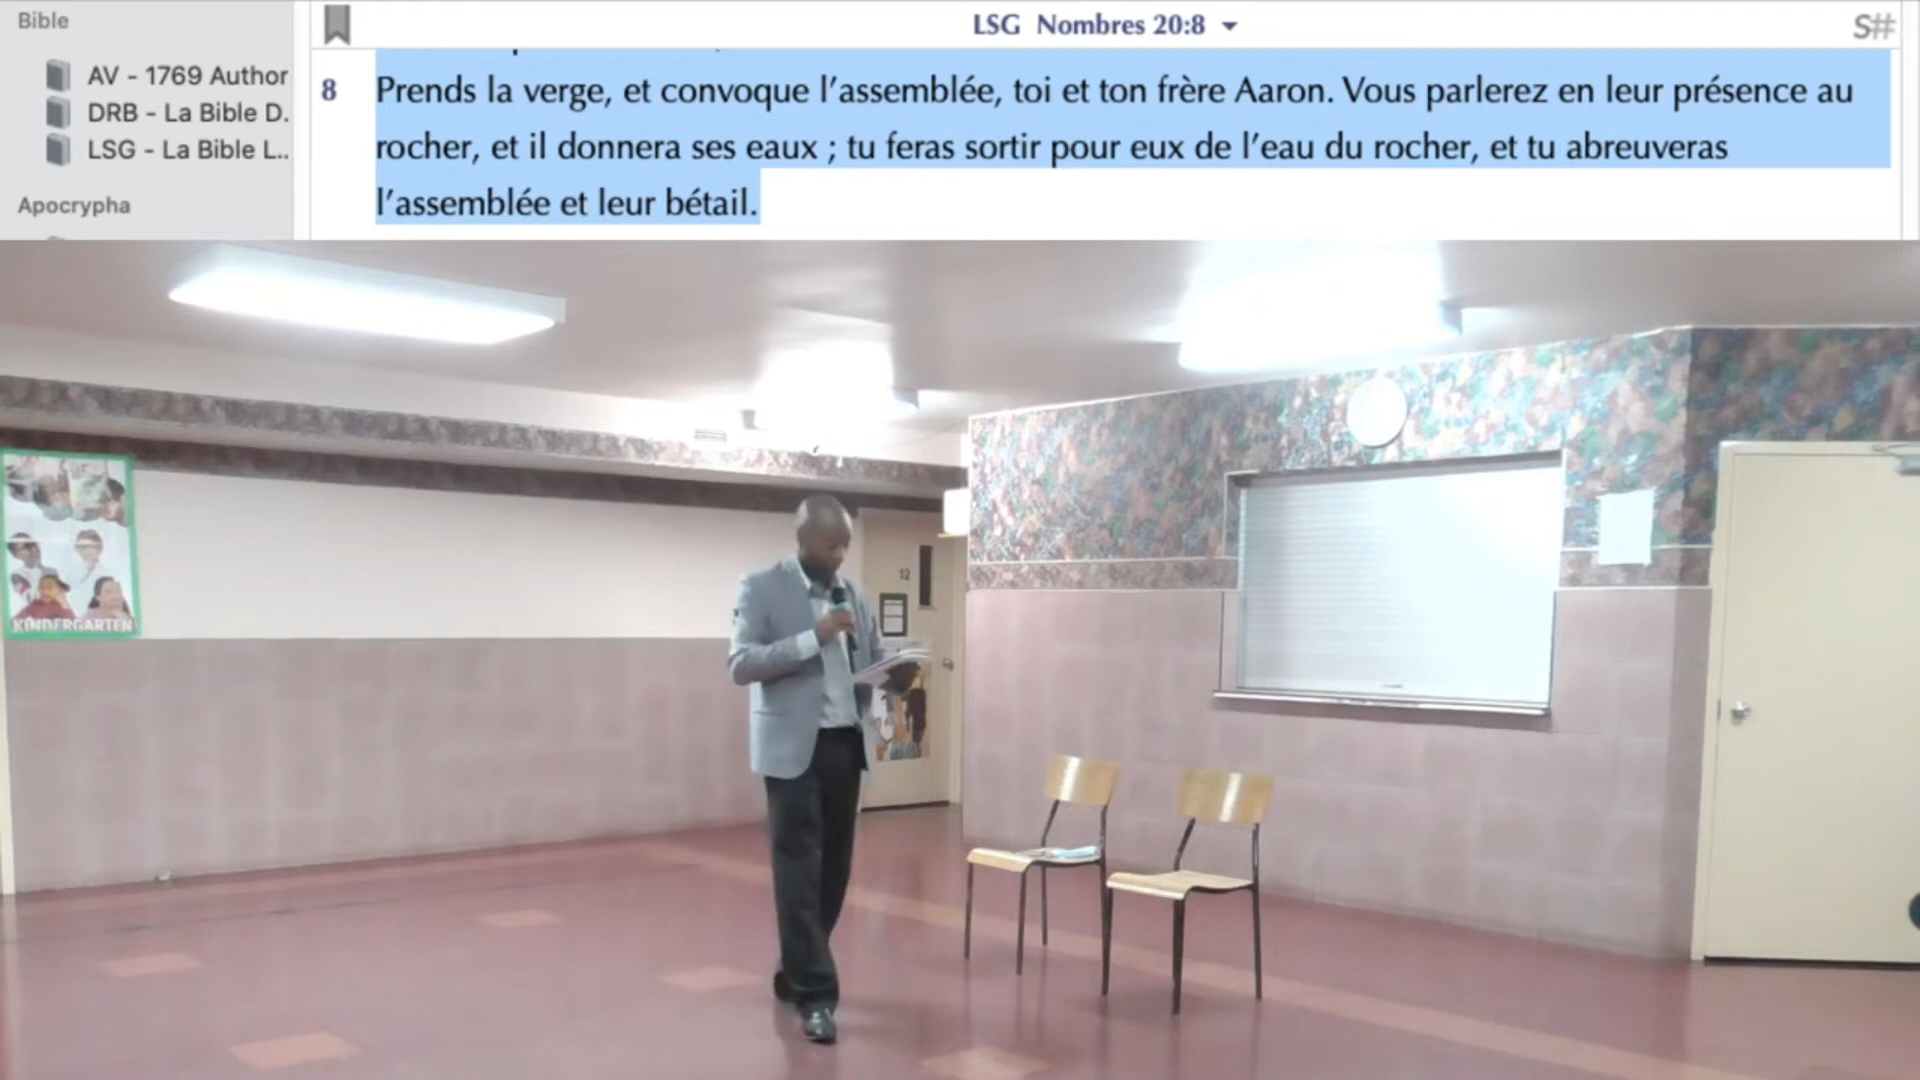 Bible
AV - 1769 Author
DRB - La Bible D.
LSG - La Bible L..
Apocrypha
LSG Nombres 20:8
S#
8 Prends la verge, et convoque l’assemblée, toi et ton frère Aaron. Vous parlerez en leur présence au
rocher, et il donnera ses eaux ; tu feras sortir pour eux de l’eau du rocher, et tu abreuveras
l’assemblée et leur bétail.
KINDERGARTEN
12